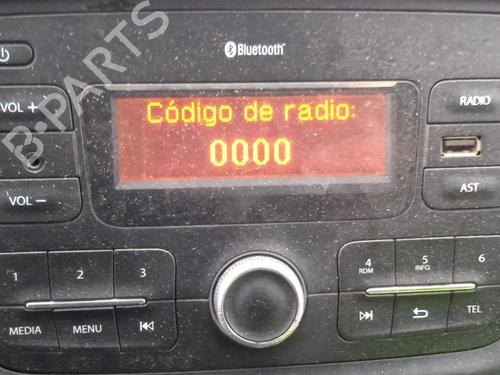 B-PARTS
Bluetooth
VOL +
Código de radio:
0000
RADIO
AST
VOL −
1
2
3
4
RDM
5
INFO.
6
MEDIA
MENU
TEL